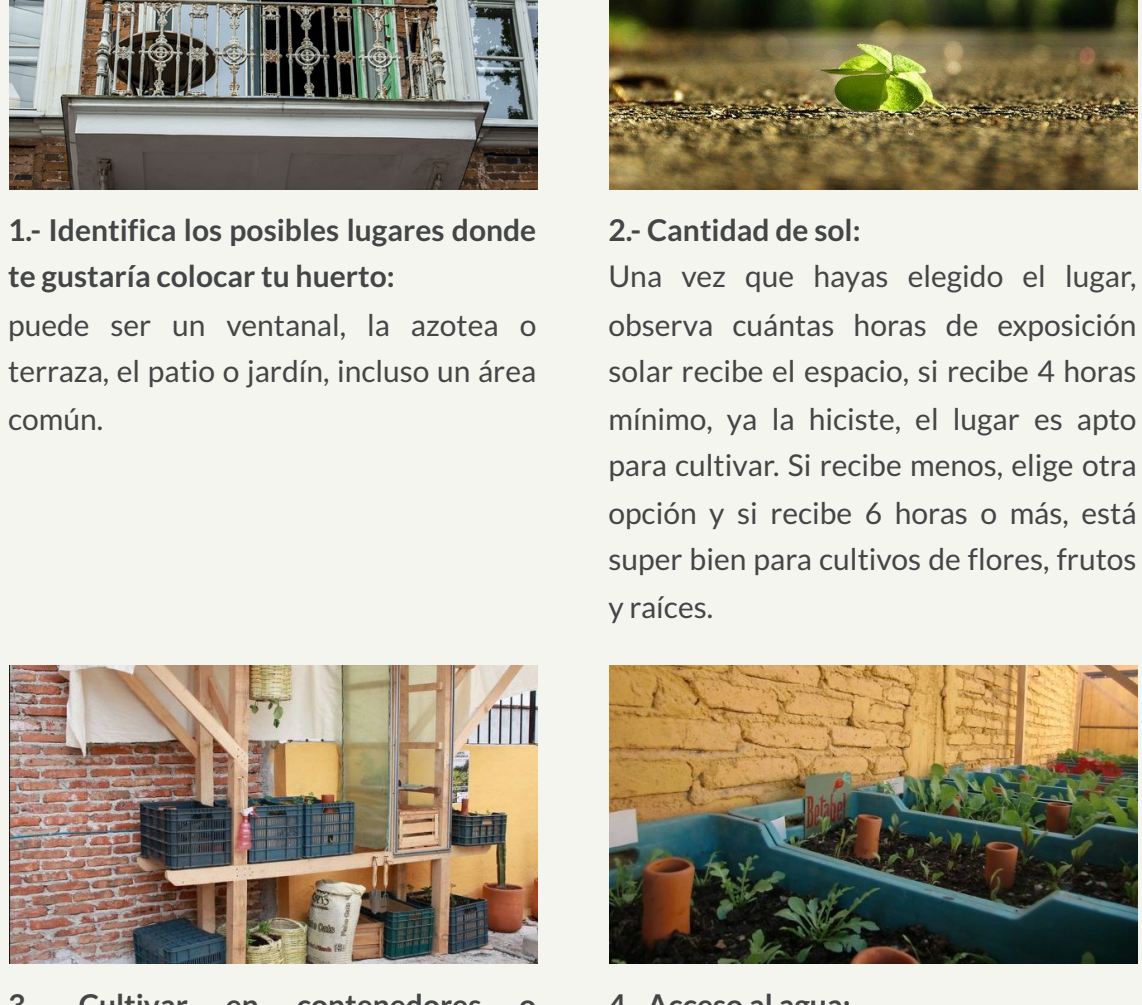 1.- Identifica los posibles lugares donde
te gustaría colocar tu huerto:
puede ser un ventanal, la azotea o
terraza, el patio o jardín, incluso un área
común.
2.- Cantidad de sol:
Una vez que hayas elegido el lugar,
observa cuántas horas de exposición
solar recibe el espacio, si recibe 4 horas
mínimo, ya la hiciste, el lugar es apto
para cultivar. Si recibe menos, elige otra
opción y si recibe 6 horas o más, está
super bien para cultivos de flores, frutos
y raíces.
Betabel
3.- Cultivar en contenedores o
4.- Acceso al agua: